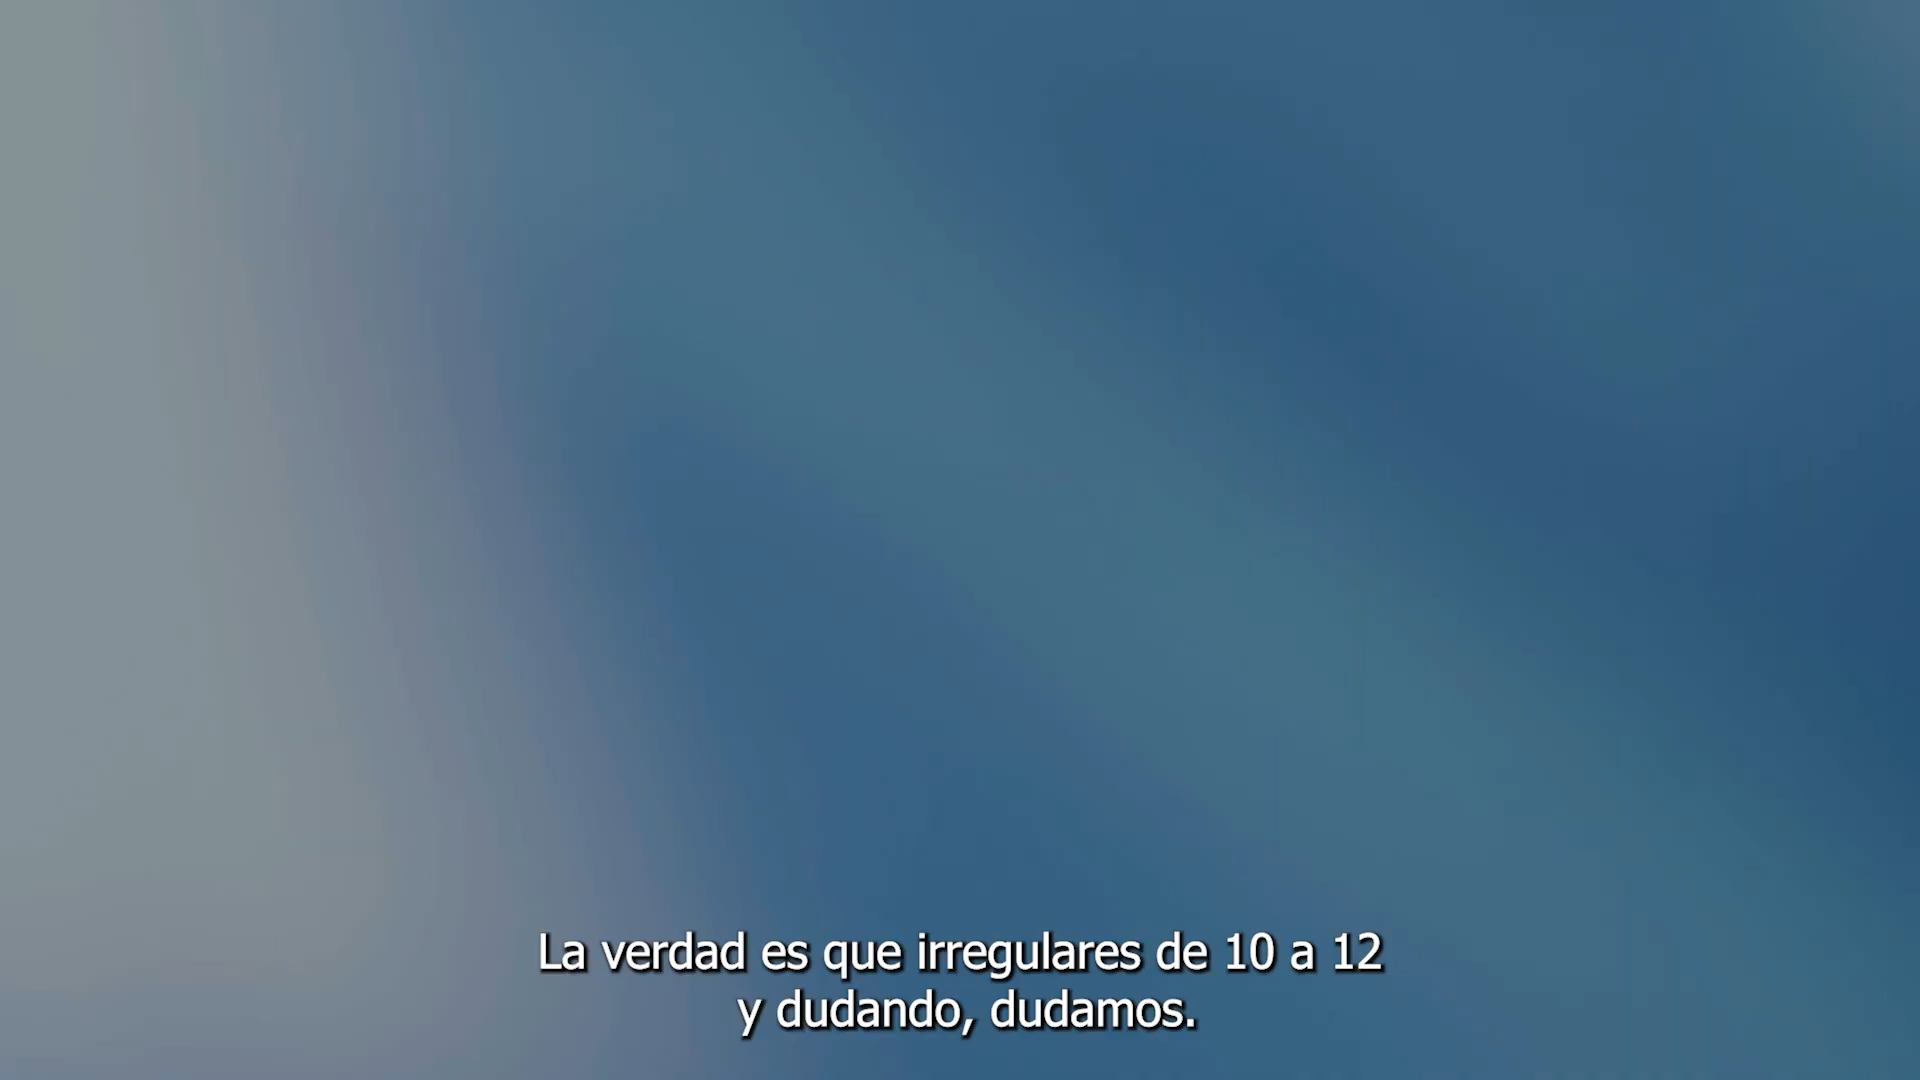 La verdad es que irregulares de 10 a 12
y dudando, dudamos.